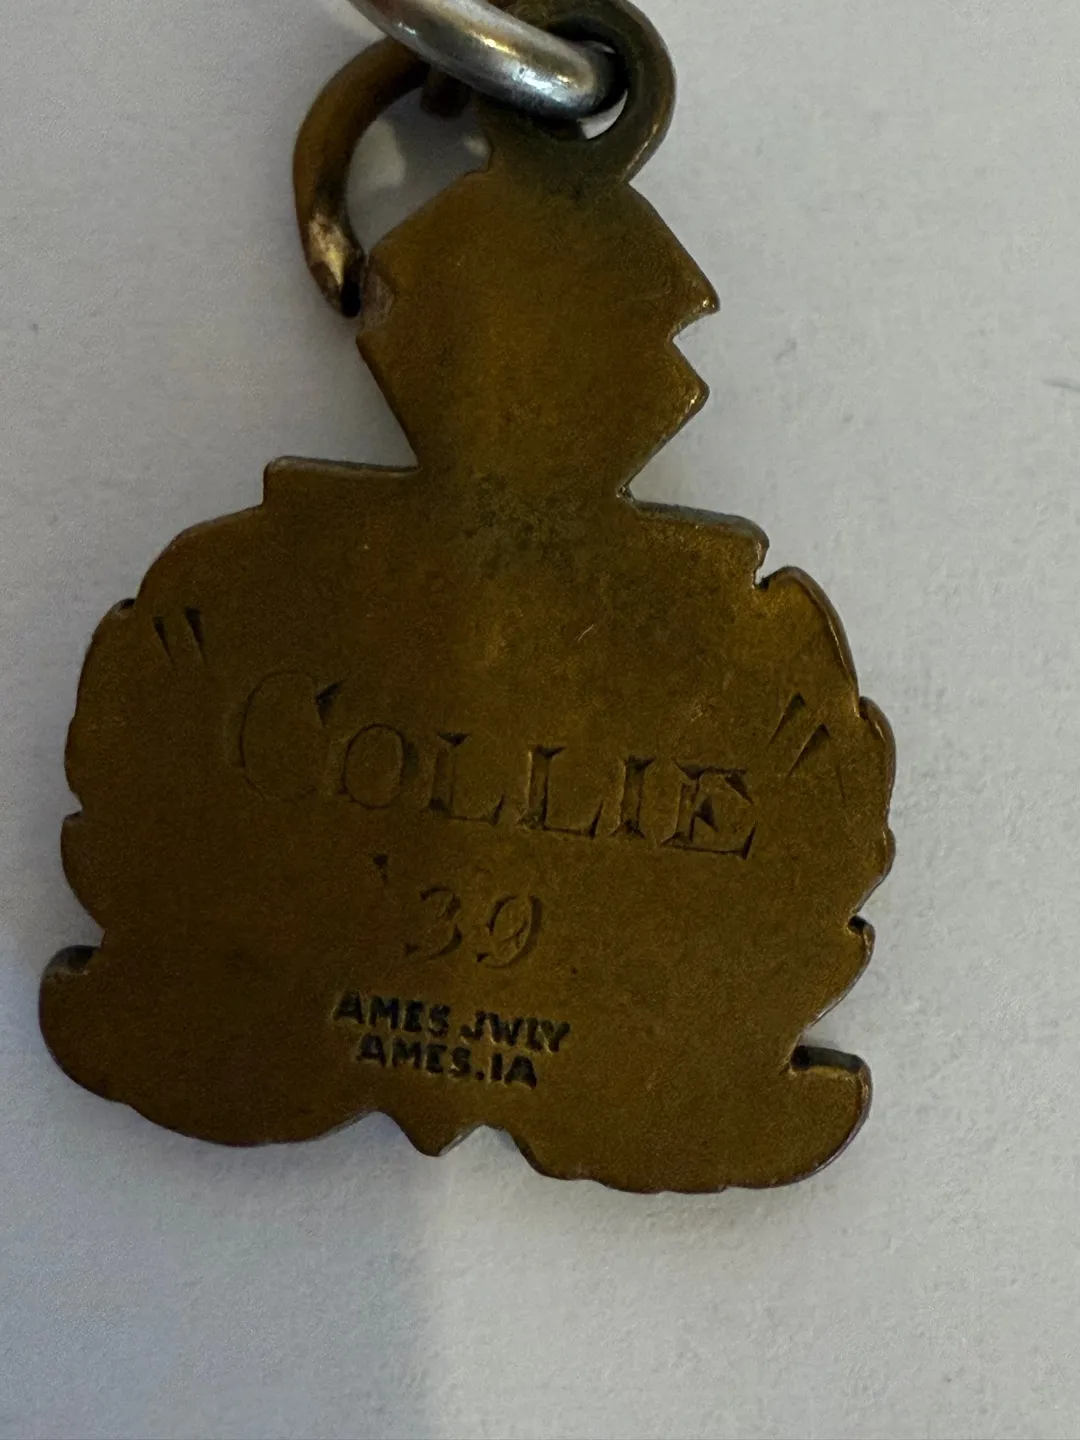 "COLLIE"
'39
AMES JWLY
AMES.IA